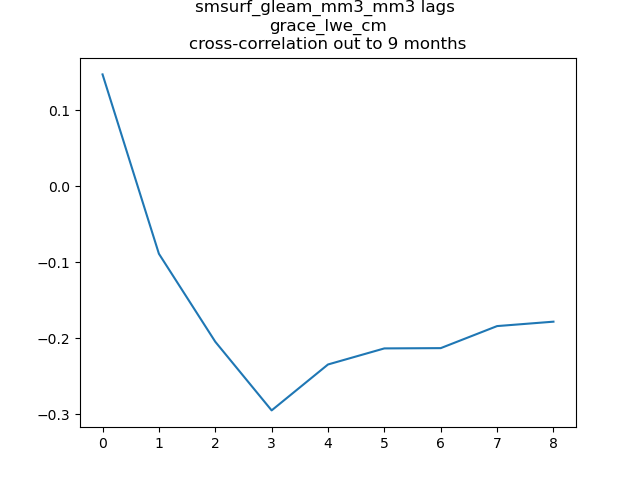 smsurf_gleam_mm3_mm3 lags
grace_lwe_cm
cross-correlation out to 9 months
0.1
0.0
−0.1
−0.2
−0.3
0 1 2 3 4 5 6 7 8